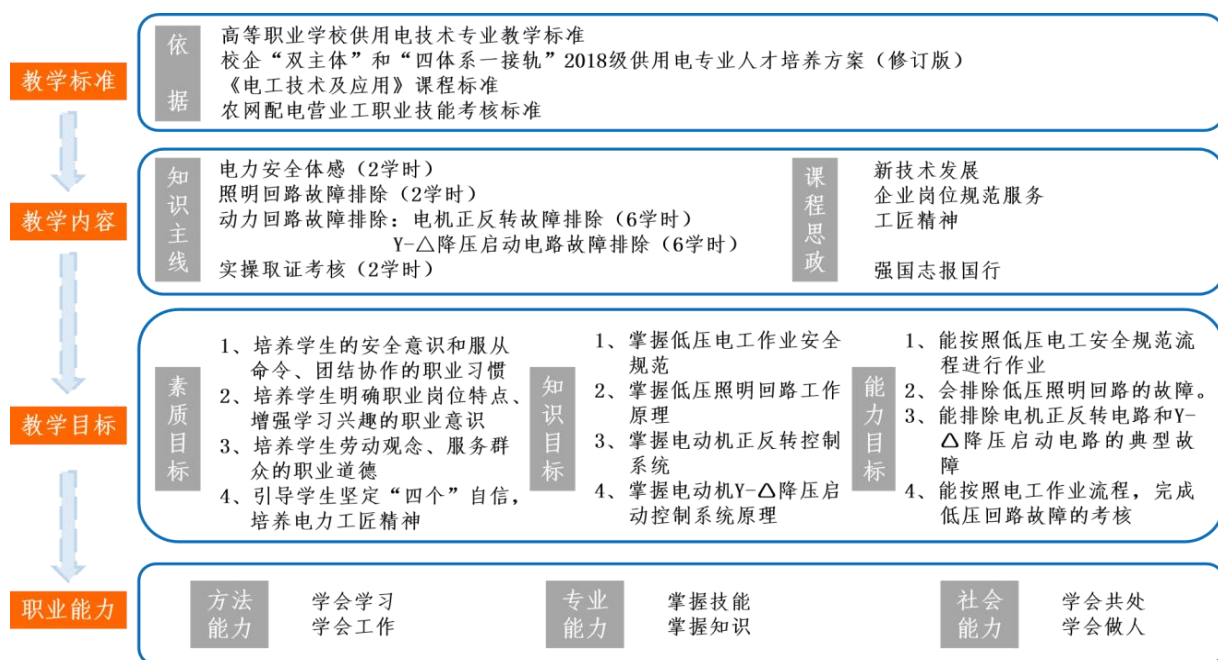 教学标准
依据
高等职业学校供用电技术专业教学标准
校企“双主体”和“四体系一接轨”2018级供用电专业人才培养方案（修订版）
《电工技术及应用》课程标准
农网配电营业工职业技能考核标准
教学内容
知识主线
电力安全体感（2学时）
照明回路故障排除（2学时）
动力回路故障排除：电机正反转故障排除（6学时）
Y-△降压启动电路故障排除（6学时）
实操取证考核（2学时）
课程思政
新技术发展
企业岗位规范服务
工匠精神
强国志报国行
教学目标
素质目标
1、培养学生的安全意识和服从
命令、团结协作的职业习惯
2、培养学生明确职业岗位特点、
增强学习兴趣的职业意识
3、培养学生劳动观念、服务群
众的职业道德
4、引导学生坚定“四个”自信，
培养电力工匠精神
知识目标
1、掌握低压电工作业安全
规范
2、掌握低压照明回路工作
原理
3、掌握电动机正反转控制
系统
4、掌握电动机Y-△降压启
动控制系统原理
能力目标
1、能按照低压电工安全规范流
程进行作业
2、会排除低压照明回路的故障。
3、能排除电机正反转电路和Y-
△降压启动电路的典型故
障
4、能按照电工作业流程，完成
低压回路故障的考核
职业能力
方法
能力
学会学习
学会工作
专业
能力
掌握技能
掌握知识
社会
能力
学会共处
学会做人